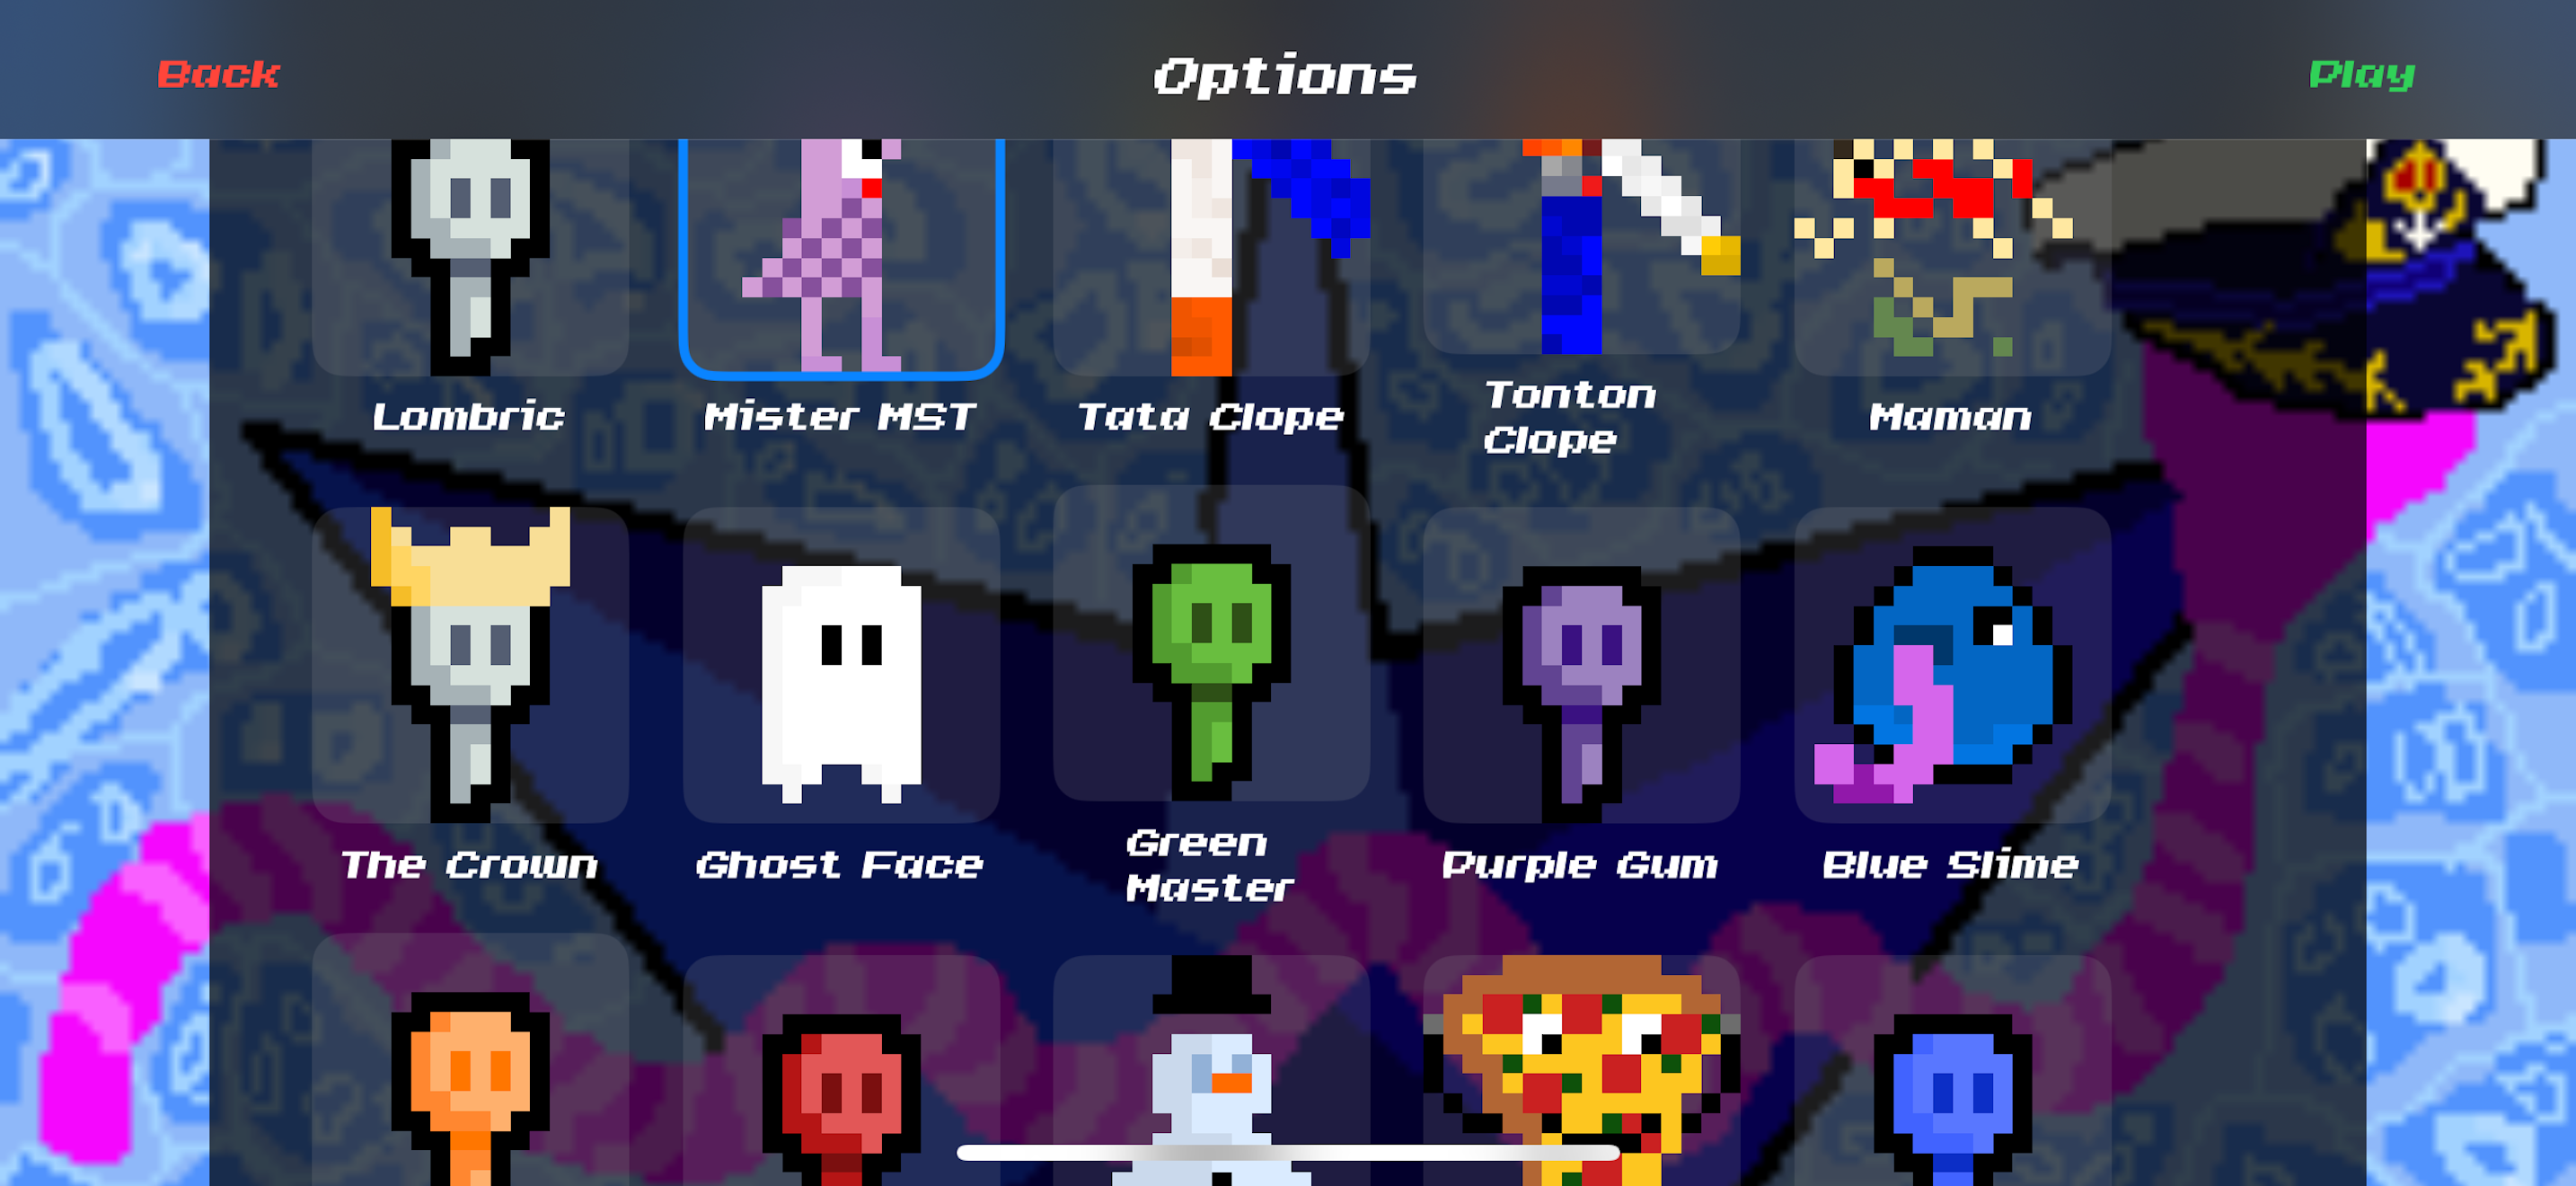 Back
Options
Play
Lombric
Mister MST
Tata Clope
Tonton
Clope
Maman
The Crown
Ghost Face
Green
Master
Purple Gum
Blue Slime